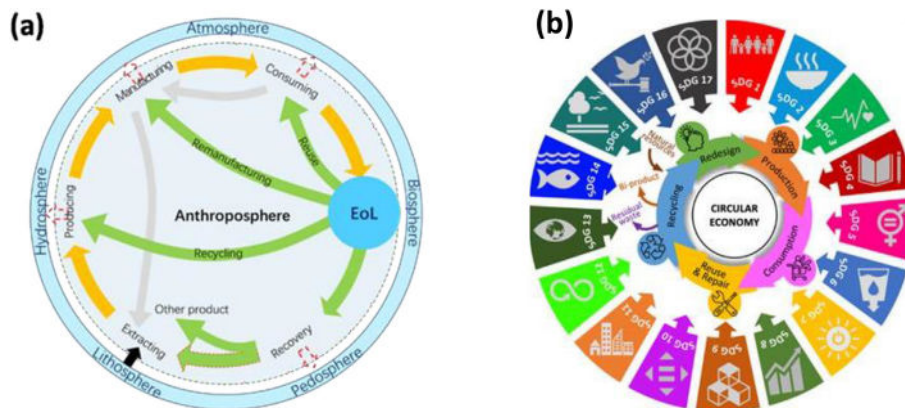 (a)
Atmosphere
Manufacturing
Consuming
Reuse
Remanufacturing
Hydrosphere
Producing
Anthroposphere
EoL
Biosphere
Recycling
Other product
Extracting
Recovery
Lithosphere
Pedosphere
(b)
SDG 17
SDG 1
SDG 2
SDG 3
SDG 4
SDG 5
SDG 6
SDG 7
SDG 8
SDG 9
SDG 10
SDG 11
SDG 13
SDG 14
SDG 15
SDG 16
Natural
resources
Bi-product
Residual
waste
Redesign
Production
Consumption
Reuse
& Repair
Recycling
CIRCULAR
ECONOMY